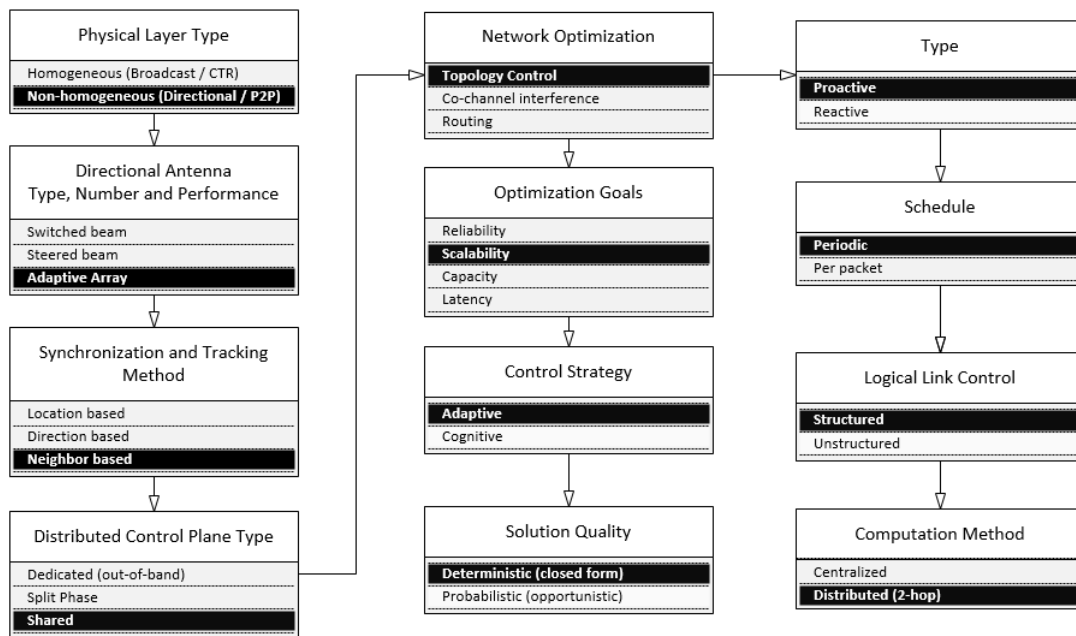 Physical Layer Type
Homogeneous (Broadcast / CTR)
Non-homogeneous (Directional / P2P)
Directional Antenna
Type, Number and Performance
Switched beam
Steered beam
Adaptive Array
Synchronization and Tracking
Method
Location based
Direction based
Neighbor based
Distributed Control Plane Type
Dedicated (out-of-band)
Split Phase
Shared
Network Optimization
Topology Control
Co-channel interference
Routing
Optimization Goals
Reliability
Scalability
Capacity
Latency
Control Strategy
Adaptive
Cognitive
Solution Quality
Deterministic (closed form)
Probabilistic (opportunistic)
Type
Proactive
Reactive
Schedule
Periodic
Per packet
Logical Link Control
Structured
Unstructured
Computation Method
Centralized
Distributed (2-hop)